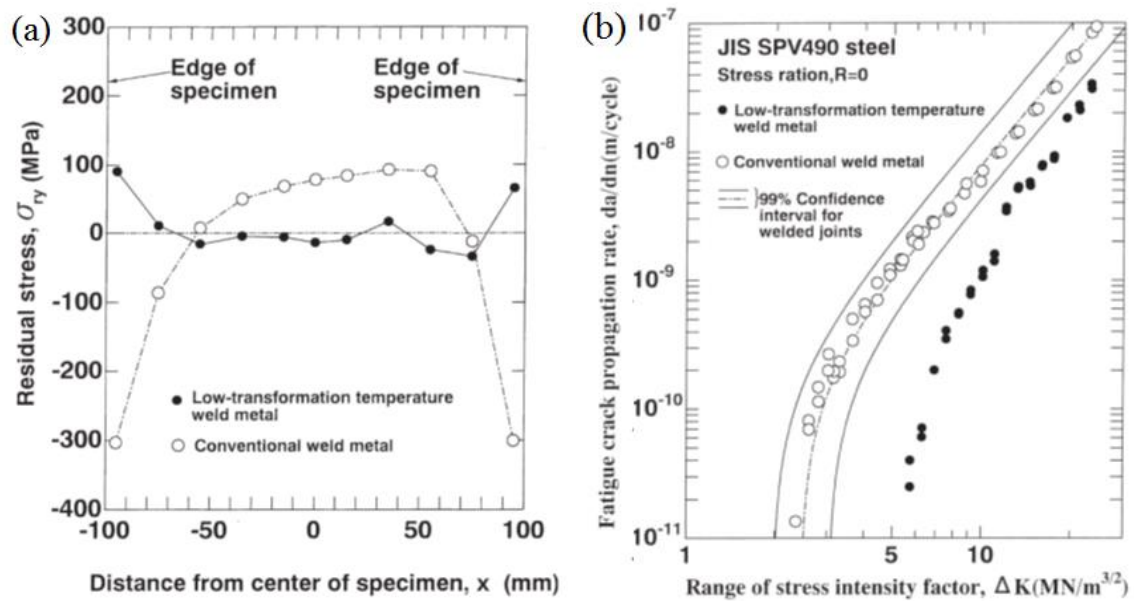 (a)
300
200
100
0
-100
-200
-300
-400
Residual stress, σry (MPa)
Edge of
specimen
Edge of
specimen
Low-transformation temperature
weld metal
Conventional weld metal
-100
-50
0
50
100
Distance from center of specimen, x (mm)
(b)
10-7
10-8
10-9
10-10
10-11
Fatigue crack propagation rate, da/dn(m/cycle)
JIS SPV490 steel
Stress ration,R=0
Low-transformation temperature
weld metal
Conventional weld metal
}99% Confidence
interval for
welded joints
1
5
10
Range of stress intensity factor, ΔK(MN/m3/2)